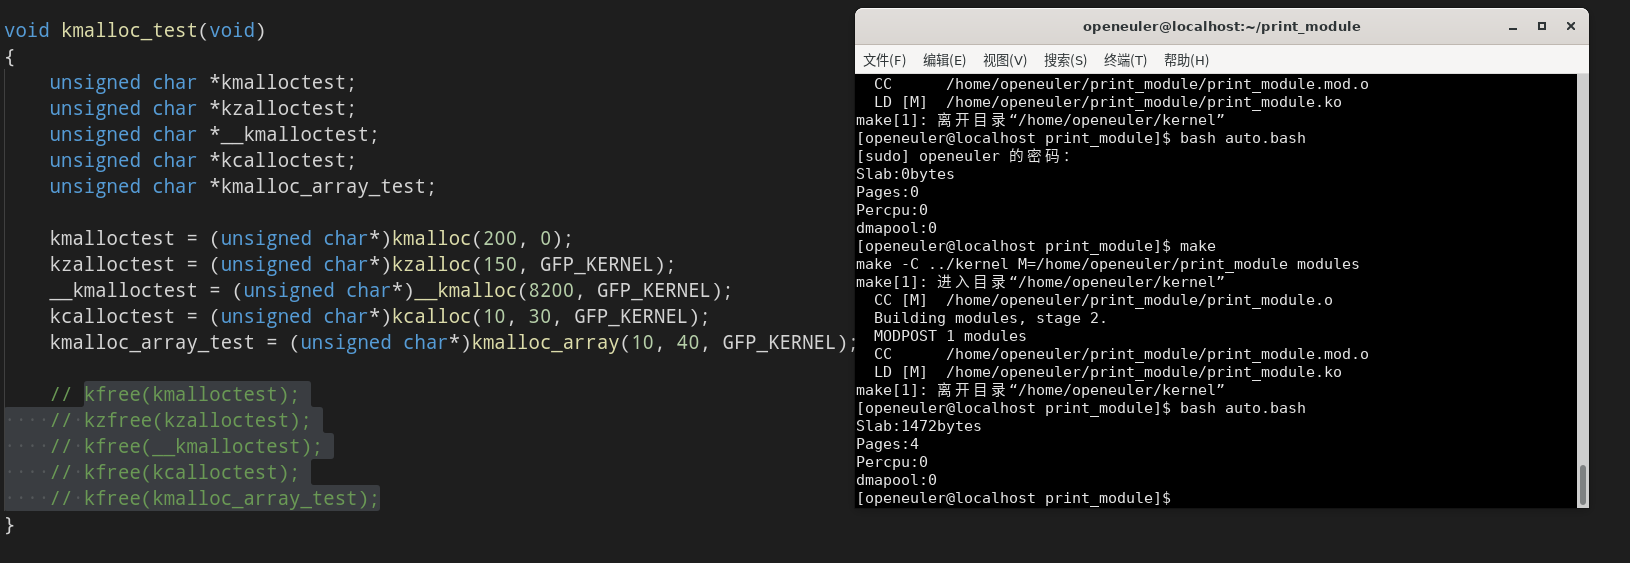 void kmalloc_test(void)
{
    unsigned char *kmalloctest;
    unsigned char *kzalloctest;
    unsigned char *__kmalloctest;
    unsigned char *kcalloctest;
    unsigned char *kmalloc_array_test;
    kmalloctest = (unsigned char*)kmalloc(200, 0);
    kzalloctest = (unsigned char*)kzalloc(150, GFP_KERNEL);
    __kmalloctest = (unsigned char*)__kmalloc(8200, GFP_KERNEL);
    kcalloctest = (unsigned char*)kcalloc(10, 30, GFP_KERNEL);
    kmalloc_array_test = (unsigned char*)kmalloc_array(10, 40, GFP_KERNEL);
    // kfree(kmalloctest);
    // kzfree(kzalloctest);
    // kfree(__kmalloctest);
    // kfree(kcalloctest);
    // kfree(kmalloc_array_test);
}
openeuler@localhost:~/print_module
文件(F) 编辑(E) 视图(V) 搜索(S) 终端(T) 帮助(H)
  CC      /home/openeuler/print_module/print_module.mod.o
  LD [M]  /home/openeuler/print_module/print_module.ko
make[1]: 离开目录“/home/openeuler/kernel”
[openeuler@localhost print_module]$ bash auto.bash
[sudo] openeuler 的密码：
Slab:0bytes
Pages:0
Percpu:0
dmapool:0
[openeuler@localhost print_module]$ make
make -C ../kernel M=/home/openeuler/print_module modules
make[1]: 进入目录“/home/openeuler/kernel”
  CC [M]  /home/openeuler/print_module/print_module.o
  Building modules, stage 2.
  MODPOST 1 modules
  CC      /home/openeuler/print_module/print_module.mod.o
  LD [M]  /home/openeuler/print_module/print_module.ko
make[1]: 离开目录“/home/openeuler/kernel”
[openeuler@localhost print_module]$ bash auto.bash
Slab:1472bytes
Pages:4
Percpu:0
dmapool:0
[openeuler@localhost print_module]$